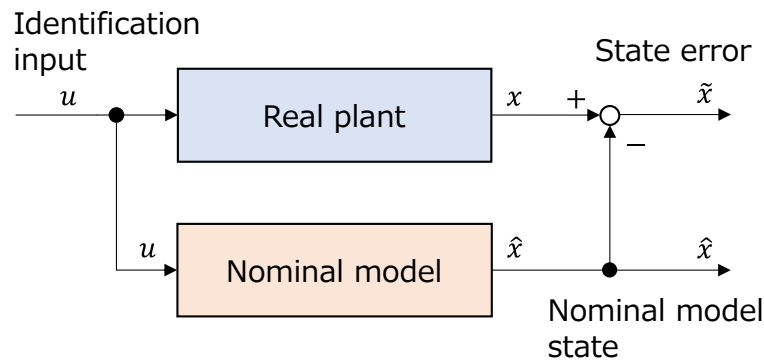 Identification
input
State error
u
x
+
x̃
Real plant
−
u
x̂
x̂
Nominal model
Nominal model
state